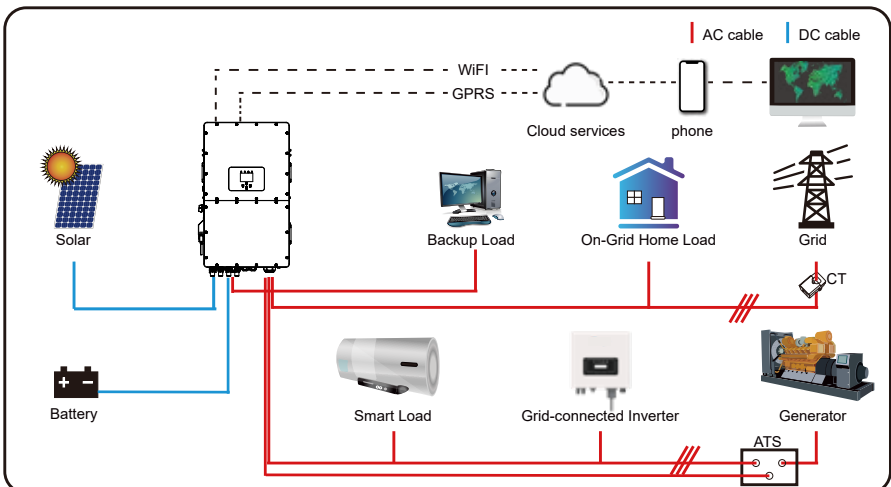 AC cable
DC cable
WiFI
GPRS
Cloud services
phone
Solar
Backup Load
On-Grid Home Load
Grid
CT
Battery
Smart Load
Grid-connected Inverter
Generator
ATS